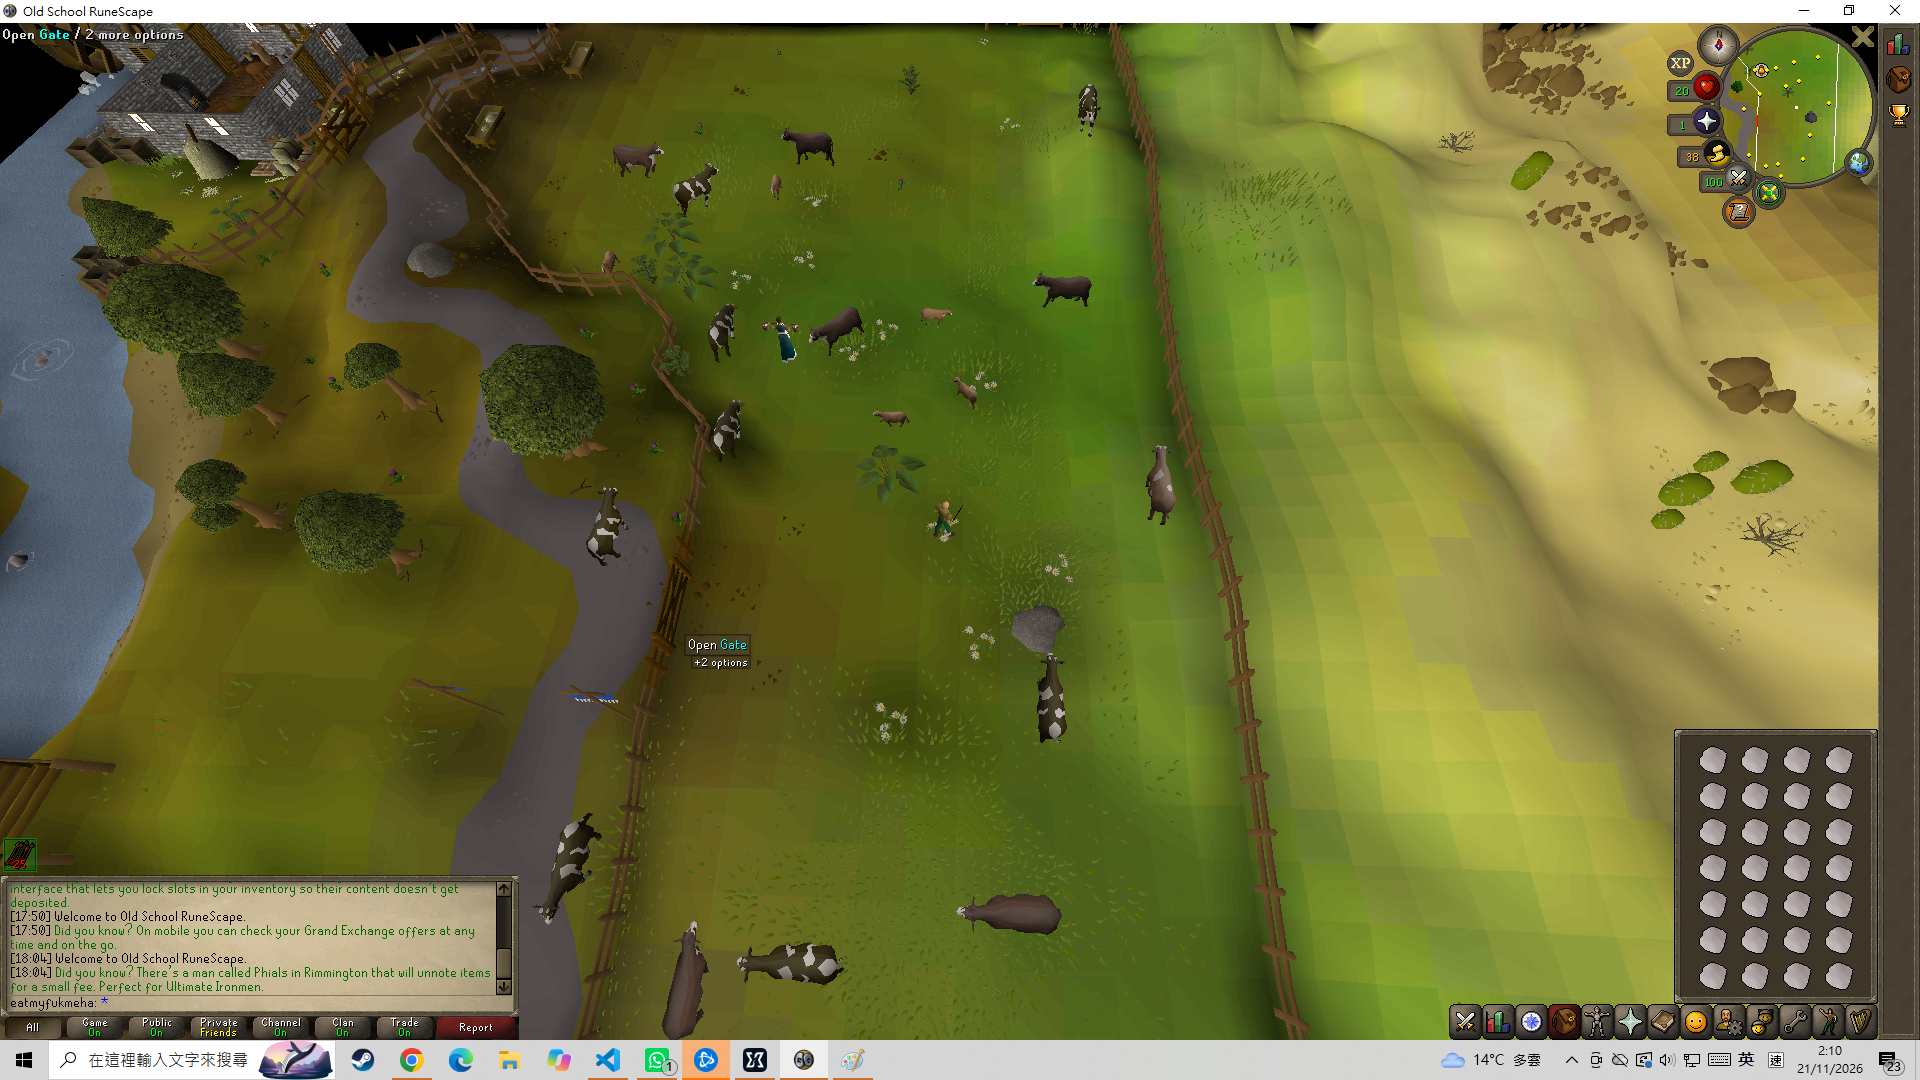 Old School RuneScape
Open Gate / 2 more options
N
XP
20
1
38
100
Open Gate
+2 options
25
interface that lets you lock slots in your inventory so their content doesn't get
deposited.
[17:50] Welcome to Old School RuneScape.
[17:50] Did you know? On mobile you can check your Grand Exchange offers at any
time and on the go.
[18:04] Welcome to Old School RuneScape.
[18:04] Did you know? There's a man called Phials in Rimmington that will unnote items
for a small fee. Perfect for Ultimate Ironmen.
eatmyfukmeha: *
All
Game
On
Public
On
Private
Friends
Channel
On
Clan
On
Trade
On
Report
在這裡輸入文字來搜尋
1
14°C 多雲
英
速
2:10
21/11/2026
23